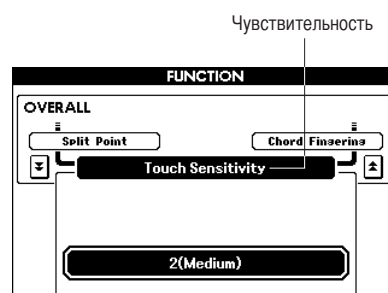 Чувствительность
FUNCTION
OVERALL
Split Point Chord Fingering
Touch Sensitivity
2(Medium)